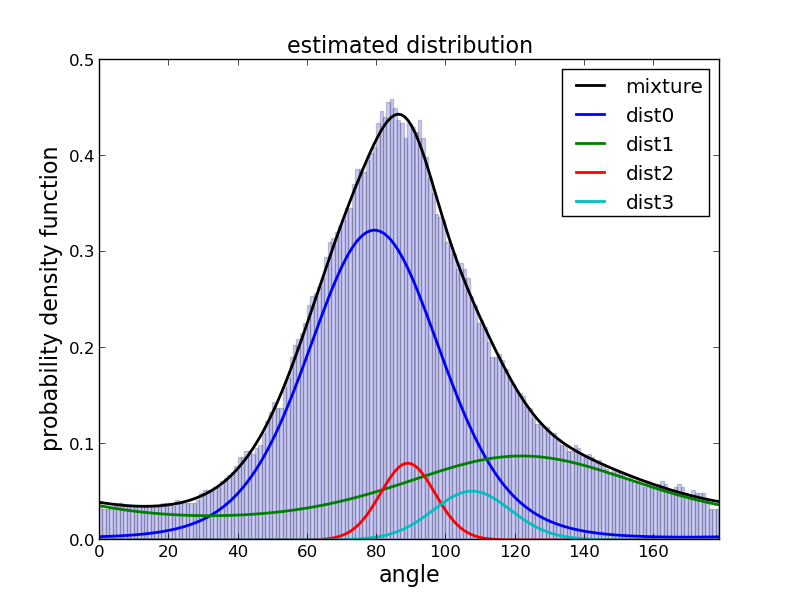 estimated distribution
probability density function
0.5
0.4
0.3
0.2
0.1
0.0
mixture
dist0
dist1
dist2
dist3
0 20 40 60 80 100 120 140 160
angle